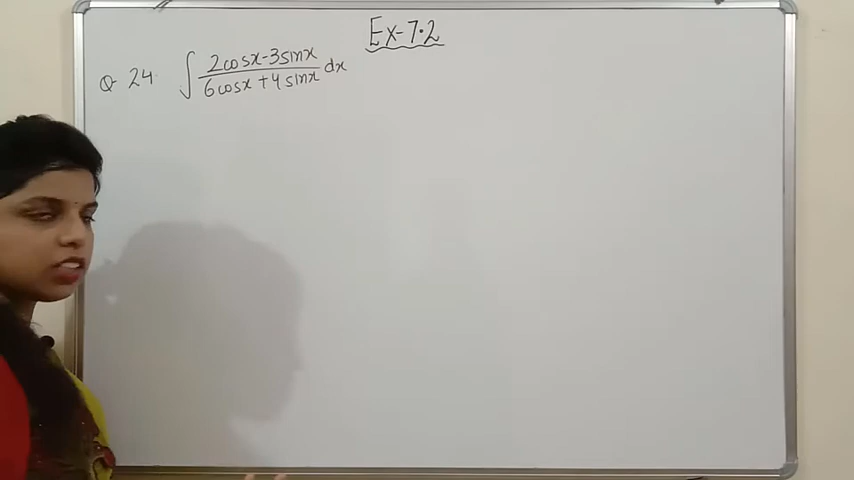 Ex-7.2
Q 24. ∫ 2cosx-3sinx / 6cosx+4sinx dx